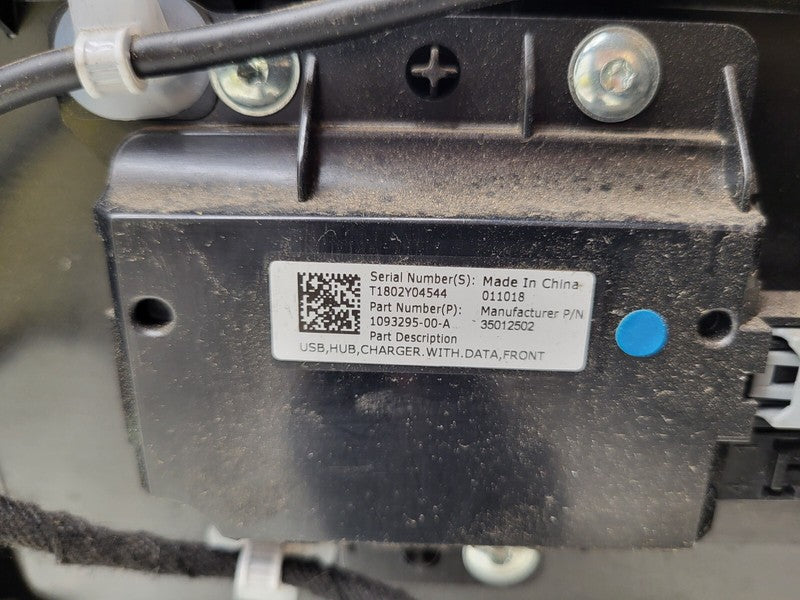 Serial Number(S): Made In China
T1802Y04544 011018
Part Number(P): Manufacturer P/N
1093295-00-A 35012502
Part Description
USB,HUB,CHARGER.WITH.DATA,FRONT